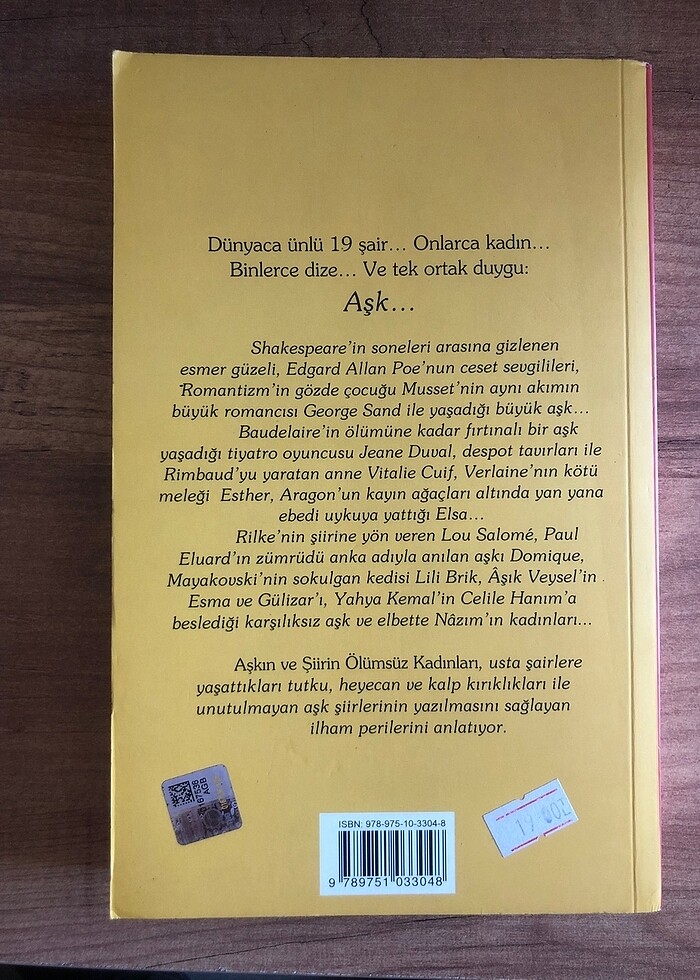 Dünyaca ünlü 19 şair... Onlarca kadın...
Binlerce dize... Ve tek ortak duygu:
Aşk...
Shakespeare'in soneleri arasına gizlenen
esmer güzeli, Edgard Allan Poe'nun ceset sevgilileri,
Romantizm'in gözde çocuğu Musset'nin aynı akımın
büyük romancısı George Sand ile yaşadığı büyük aşk...
Baudelaire'in ölümüne kadar fırtınalı bir aşk
yaşadığı tiyatro oyuncusu Jeane Duval, despot tavırları ile
Rimbaud'yu yaratan anne Vitalie Cuif, Verlaine'nın kötü
meleği Esther, Aragon'un kayın ağaçları altında yan yana
ebedi uykuya yattığı Elsa...
Rilke'nin şiirine yön veren Lou Salomé, Paul
Eluard'ın zümrüdü anka adıyla anılan aşkı Domique,
Mayakovski'nin sokulgan kedisi Lili Brik, Âşık Veysel'in
Esma ve Gülizar'ı, Yahya Kemal'in Celile Hanım'a
beslediği karşılıksız aşk ve elbette Nâzım'ın kadınları...
Aşkın ve Şiirin Ölümsüz Kadınları, usta şairlere
yaşattıkları tutku, heyecan ve kalp kırıklıkları ile
unutulmayan aşk şiirlerinin yazılmasını sağlayan
ilham perilerini anlatıyor.
AGB
ISBN: 978-975-10-3304-8
9 789751 033048